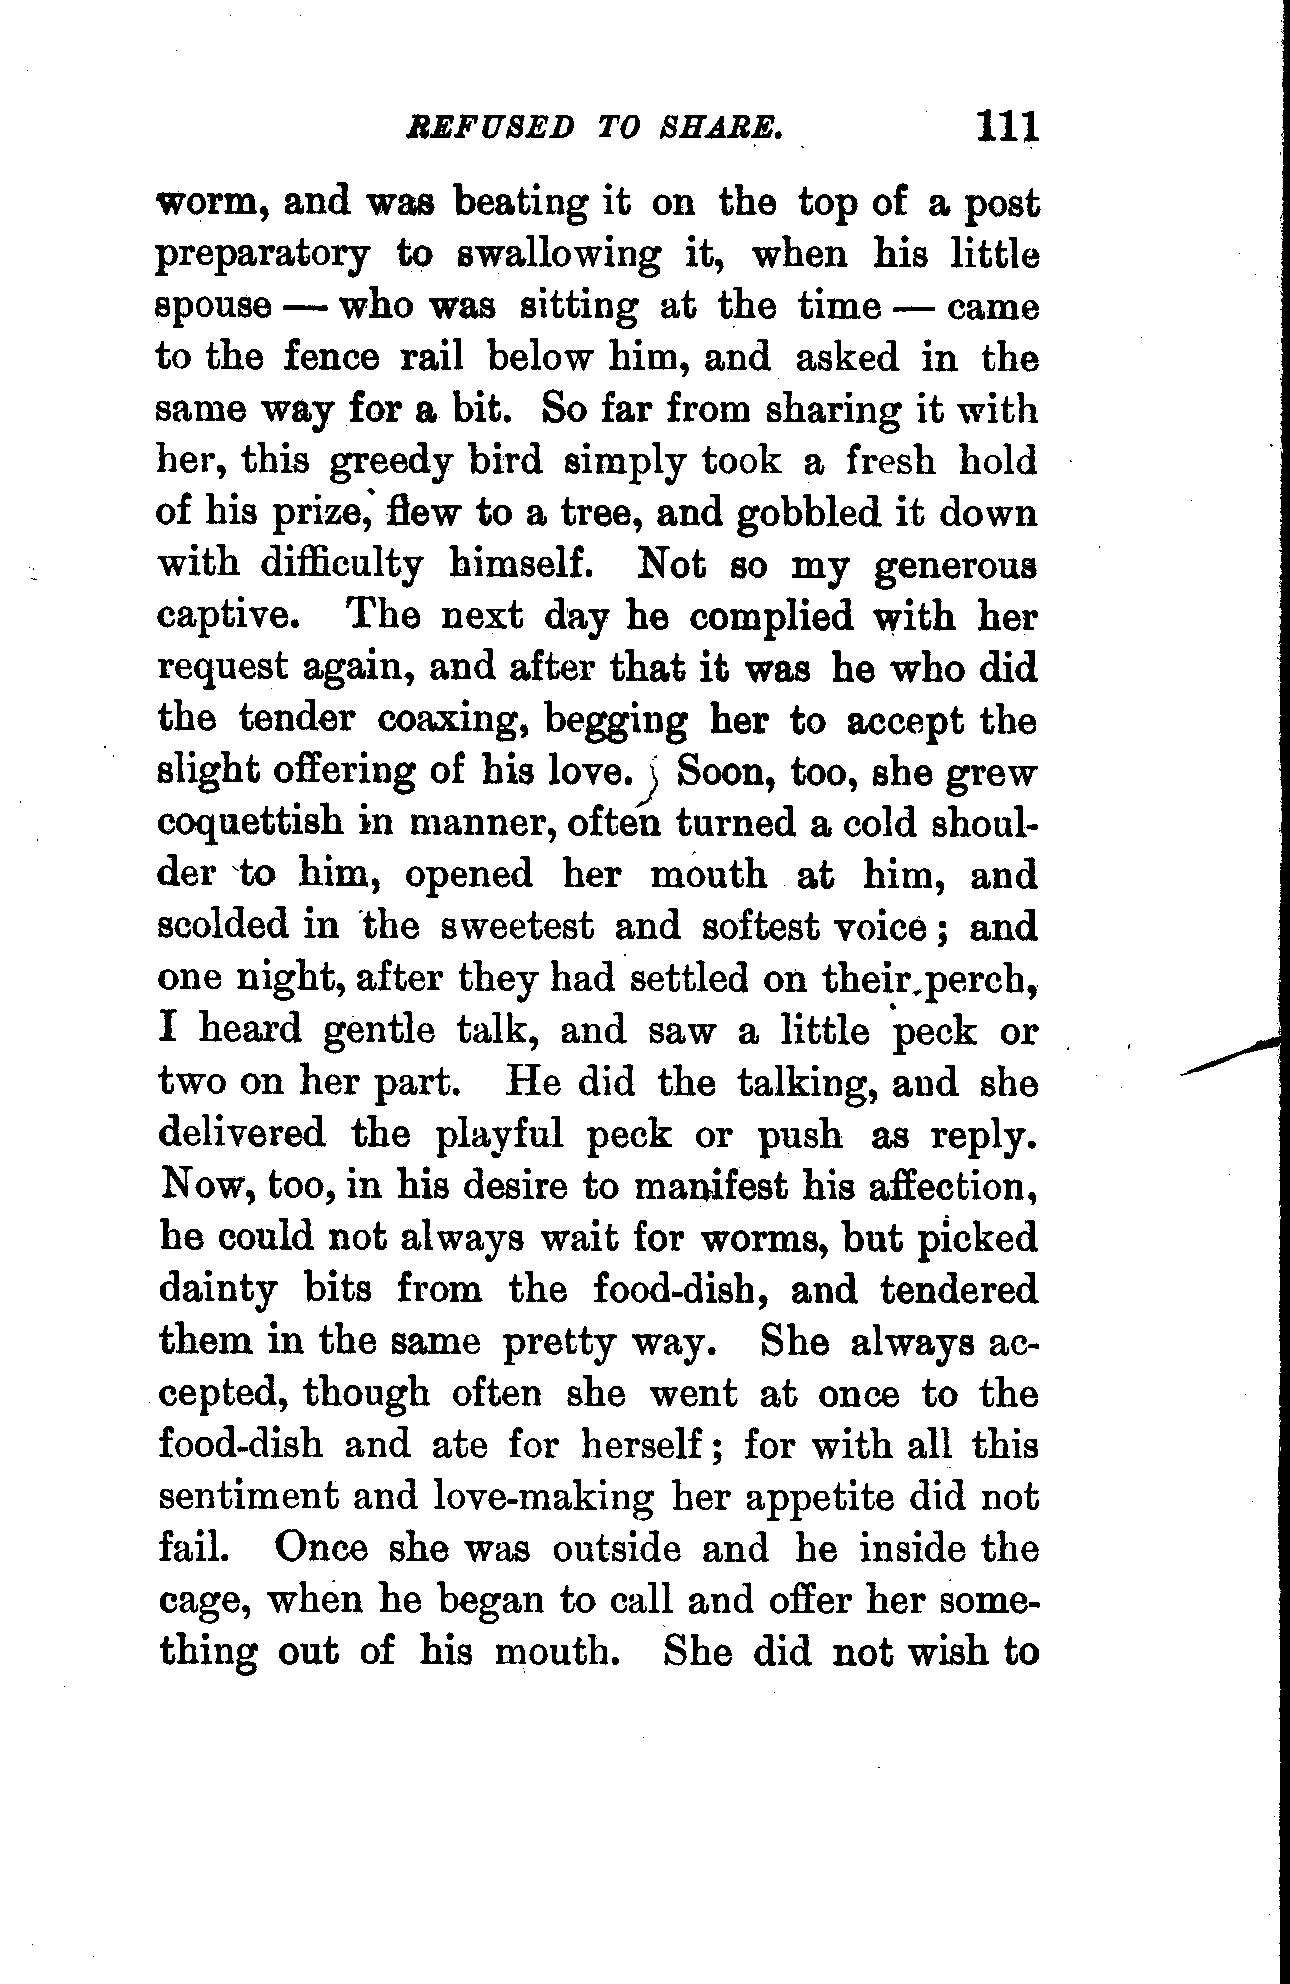 REFUSED TO SHARE. 111
worm, and was beating it on the top of a post
preparatory to swallowing it, when his little
spouse — who was sitting at the time — came
to the fence rail below him, and asked in the
same way for a bit. So far from sharing it with
her, this greedy bird simply took a fresh hold
of his prize, flew to a tree, and gobbled it down
with difficulty himself. Not so my generous
captive. The next day he complied with her
request again, and after that it was he who did
the tender coaxing, begging her to accept the
slight offering of his love. Soon, too, she grew
coquettish in manner, often turned a cold shoul-
der to him, opened her mouth at him, and
scolded in the sweetest and softest voice; and
one night, after they had settled on their perch,
I heard gentle talk, and saw a little peck or
two on her part. He did the talking, and she
delivered the playful peck or push as reply.
Now, too, in his desire to manifest his affection,
he could not always wait for worms, but picked
dainty bits from the food-dish, and tendered
them in the same pretty way. She always ac-
cepted, though often she went at once to the
food-dish and ate for herself; for with all this
sentiment and love-making her appetite did not
fail. Once she was outside and he inside the
cage, when he began to call and offer her some-
thing out of his mouth. She did not wish to